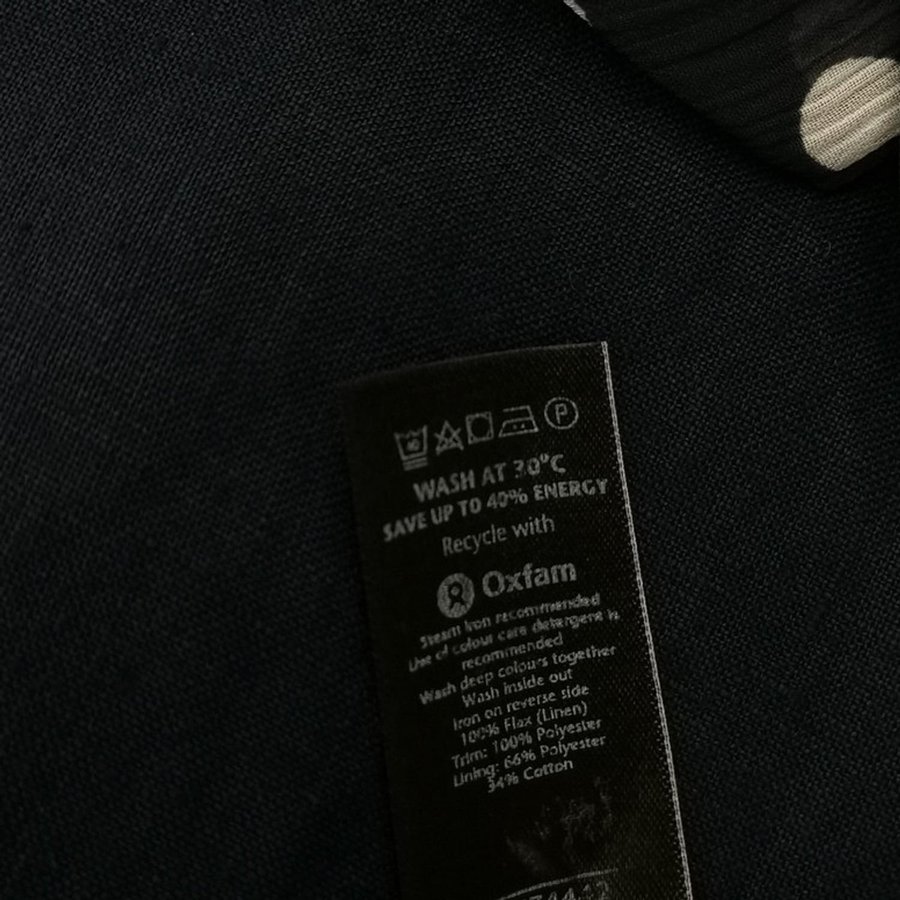 40
P
WASH AT 30°C
SAVE UP TO 40% ENERGY
Recycle with
Oxfam
Steam Iron recommended
Use of colour care detergent is
recommended
Wash deep colours together
Wash inside out
Iron on reverse side
100% Flax (Linen)
Trim: 100% Polyester
Lining: 66% Polyester
34% Cotton